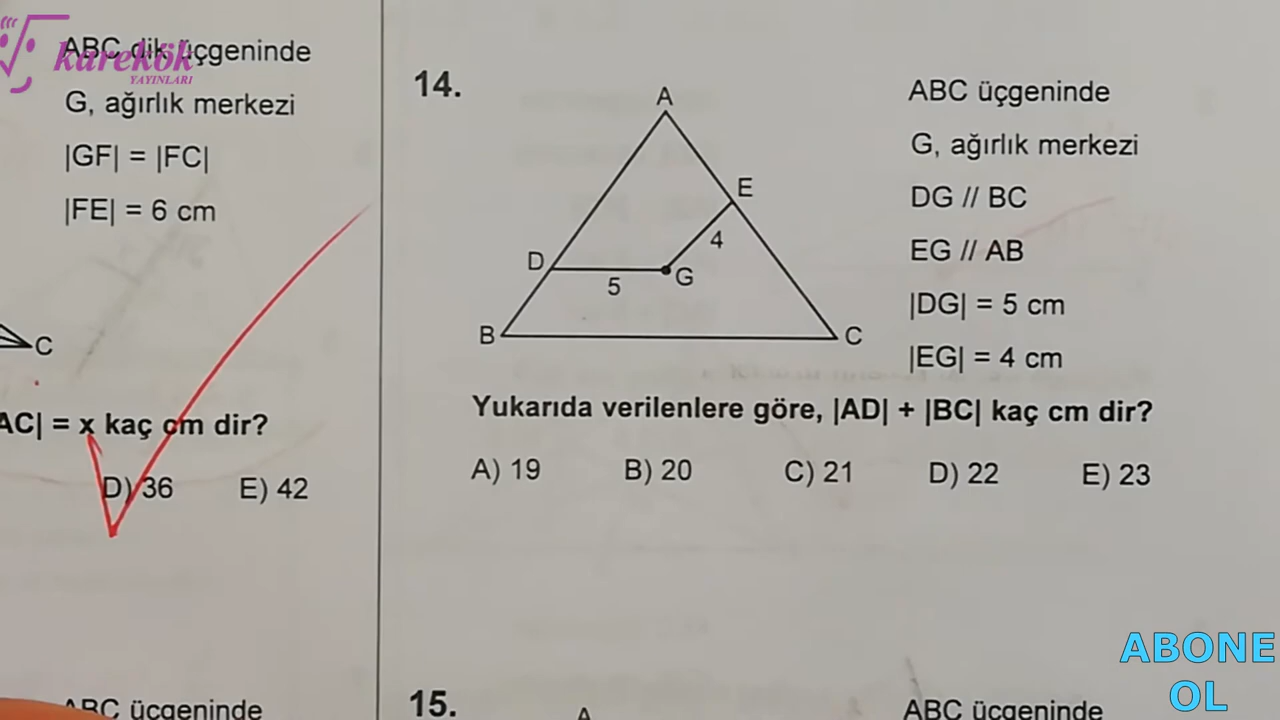 karekök
YAYINLARI
ABC dik üçgeninde
G, ağırlık merkezi
|GF| = |FC|
|FE| = 6 cm
C
AC| = x kaç cm dir?
D) 36 E) 42
ABC üçgeninde
14.
A
E
4
D
G
5
B
C
ABC üçgeninde
G, ağırlık merkezi
DG // BC
EG // AB
|DG| = 5 cm
|EG| = 4 cm
Yukarıda verilenlere göre, |AD| + |BC| kaç cm dir?
A) 19 B) 20 C) 21 D) 22 E) 23
15.
A
ABC üçgeninde
ABONE
OL